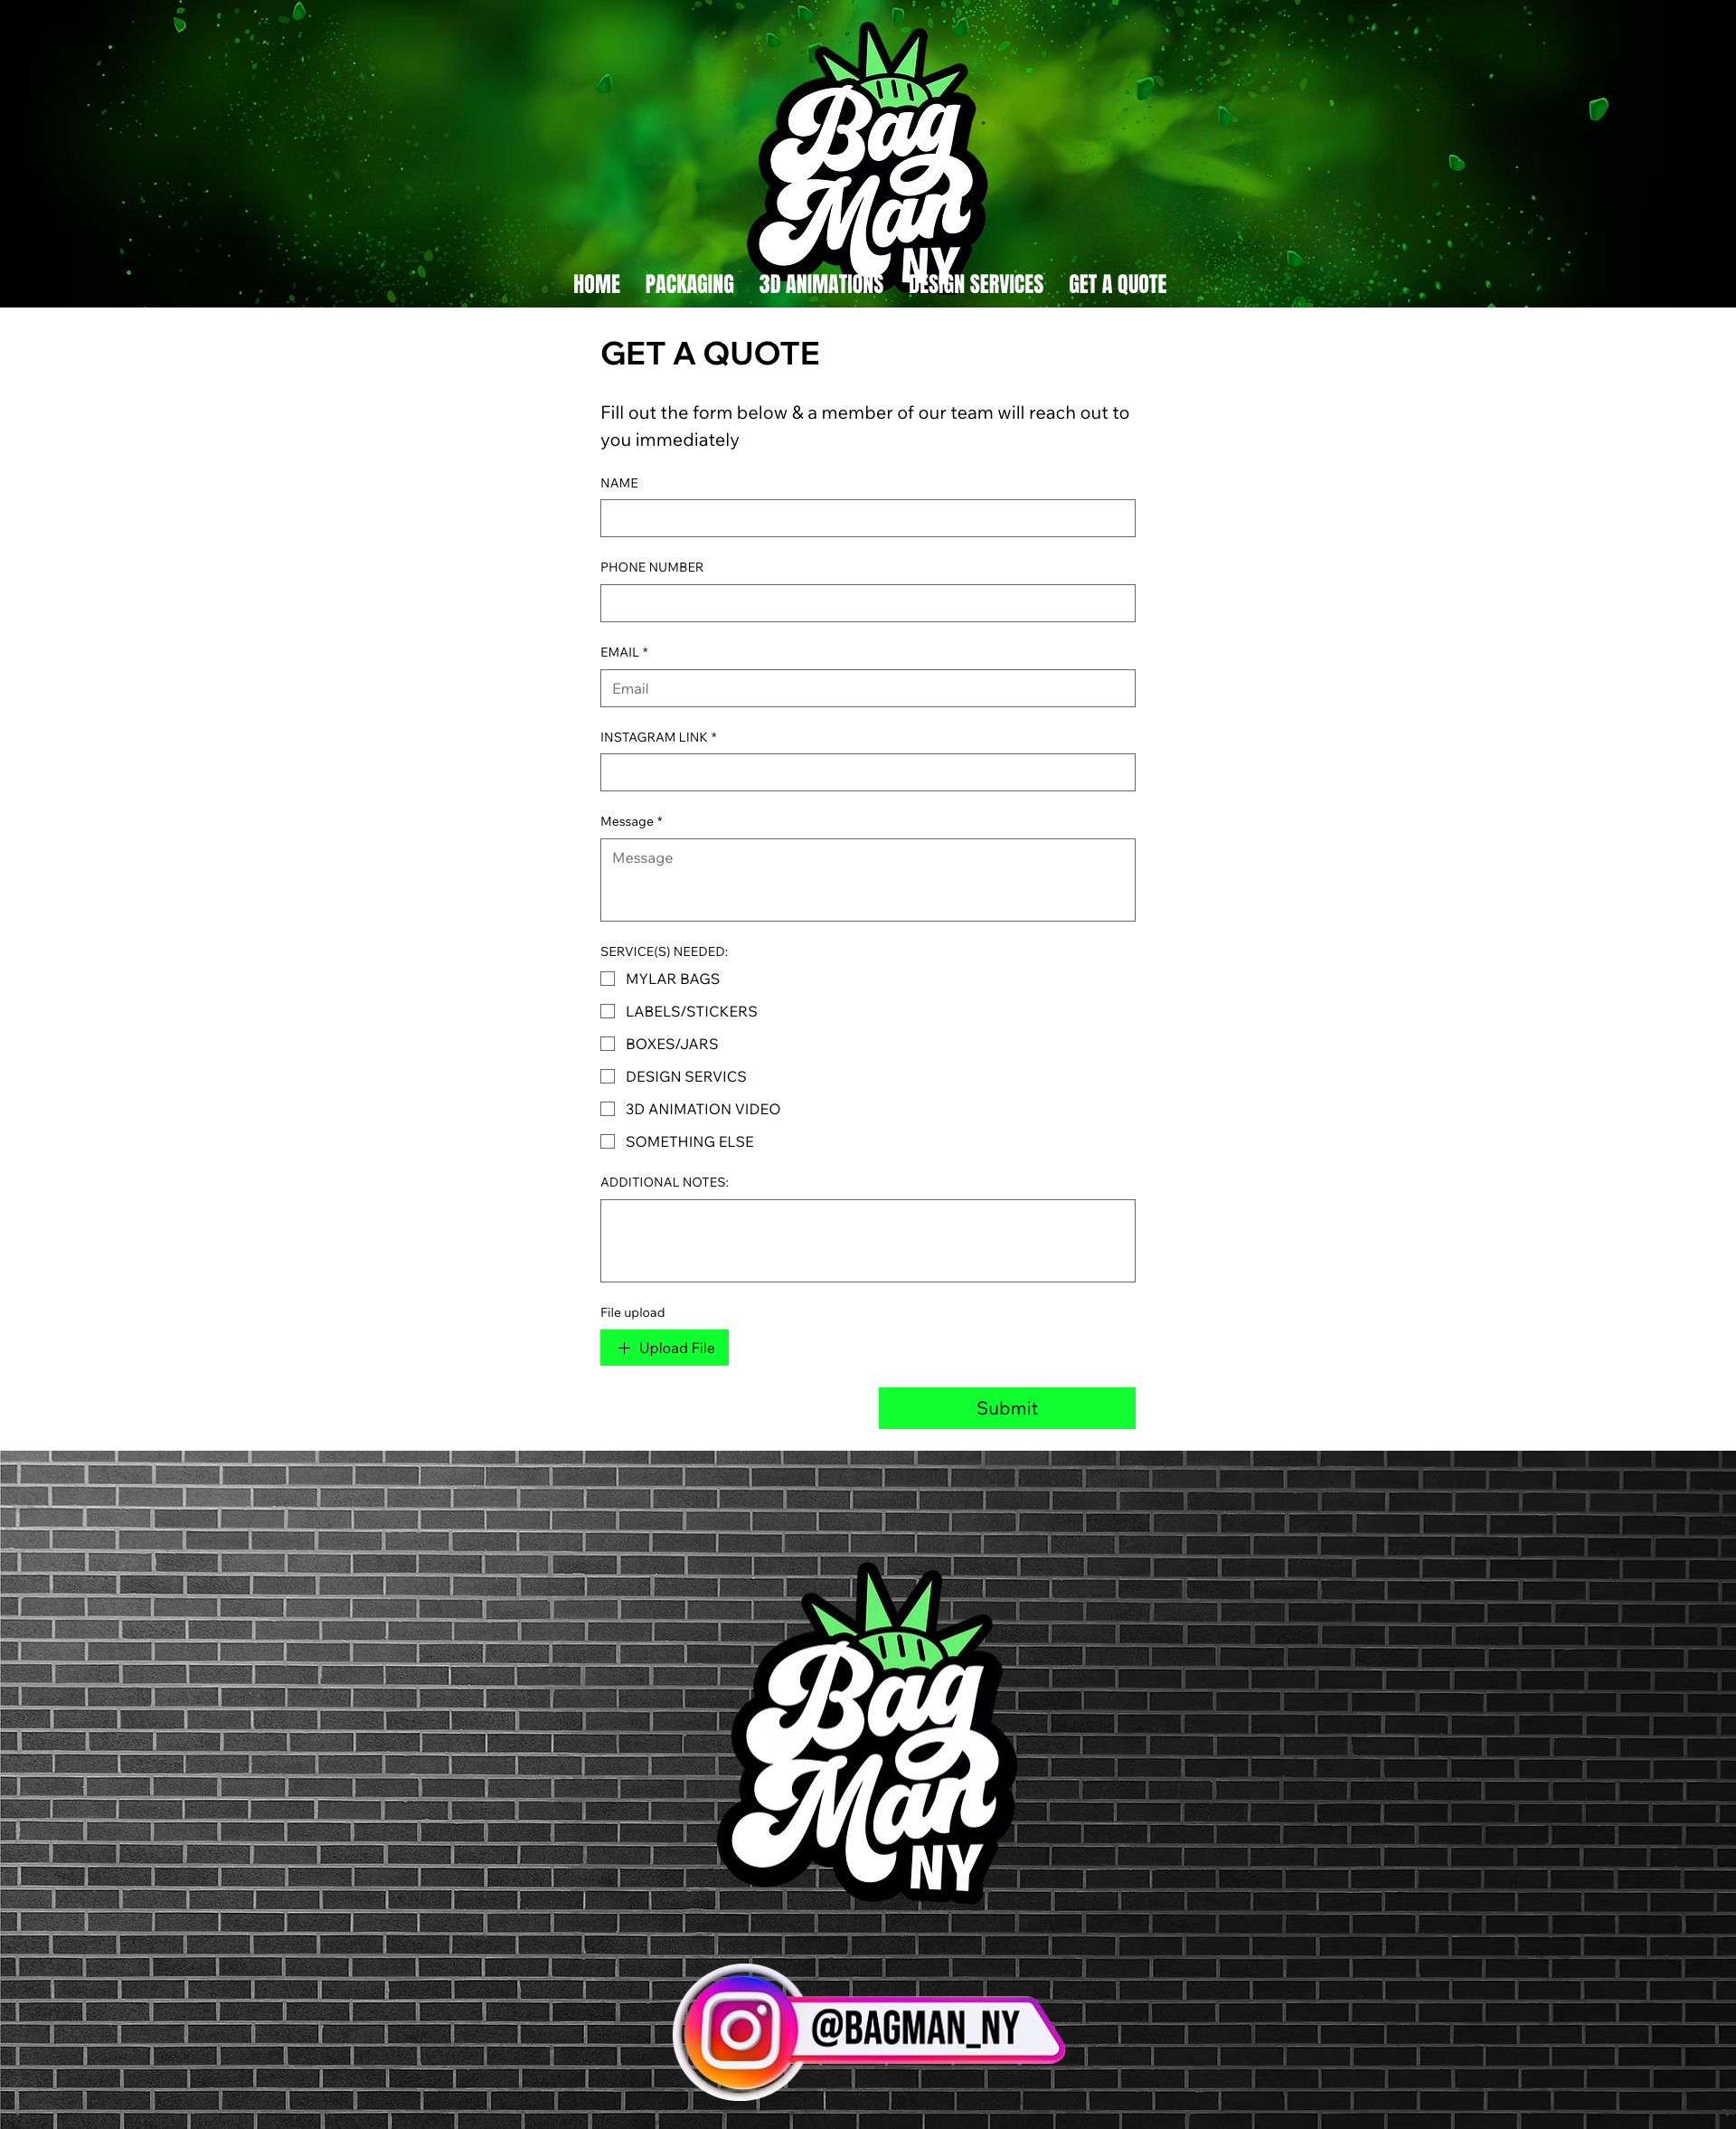 Bag
Man
NY
HOME PACKAGING 3D ANIMATIONS DESIGN SERVICES GET A QUOTE
GET A QUOTE
Fill out the form below & a member of our team will reach out to
you immediately
NAME
PHONE NUMBER
EMAIL *
Email
INSTAGRAM LINK *
Message *
Message
SERVICE(S) NEEDED:
MYLAR BAGS
LABELS/STICKERS
BOXES/JARS
DESIGN SERVICS
3D ANIMATION VIDEO
SOMETHING ELSE
ADDITIONAL NOTES:
File upload
+ Upload File
Submit
Bag
Man
NY
@BAGMAN_NY